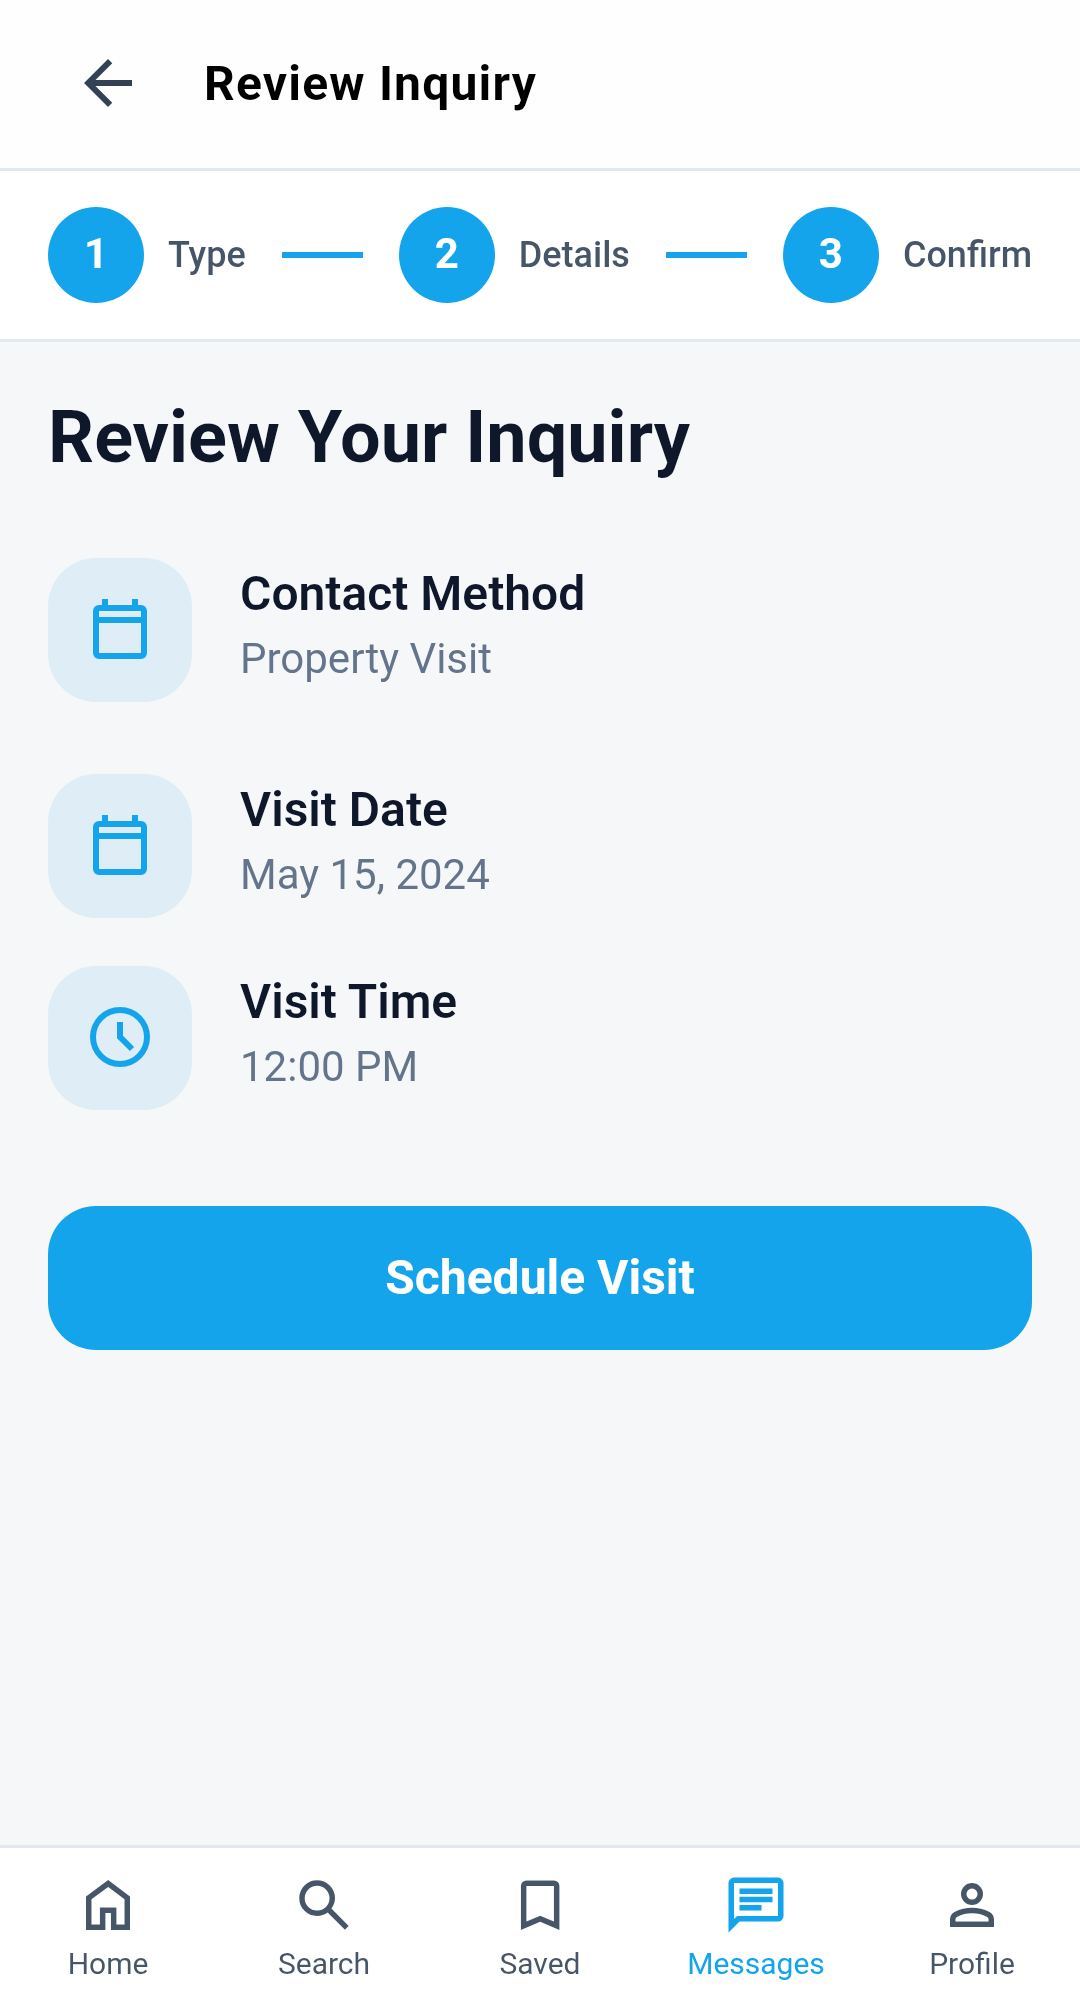 Review Inquiry
1 Type 2 Details 3 Confirm
Review Your Inquiry
Contact Method
Property Visit
Visit Date
May 15, 2024
Visit Time
12:00 PM
Schedule Visit
Home Search Saved Messages Profile